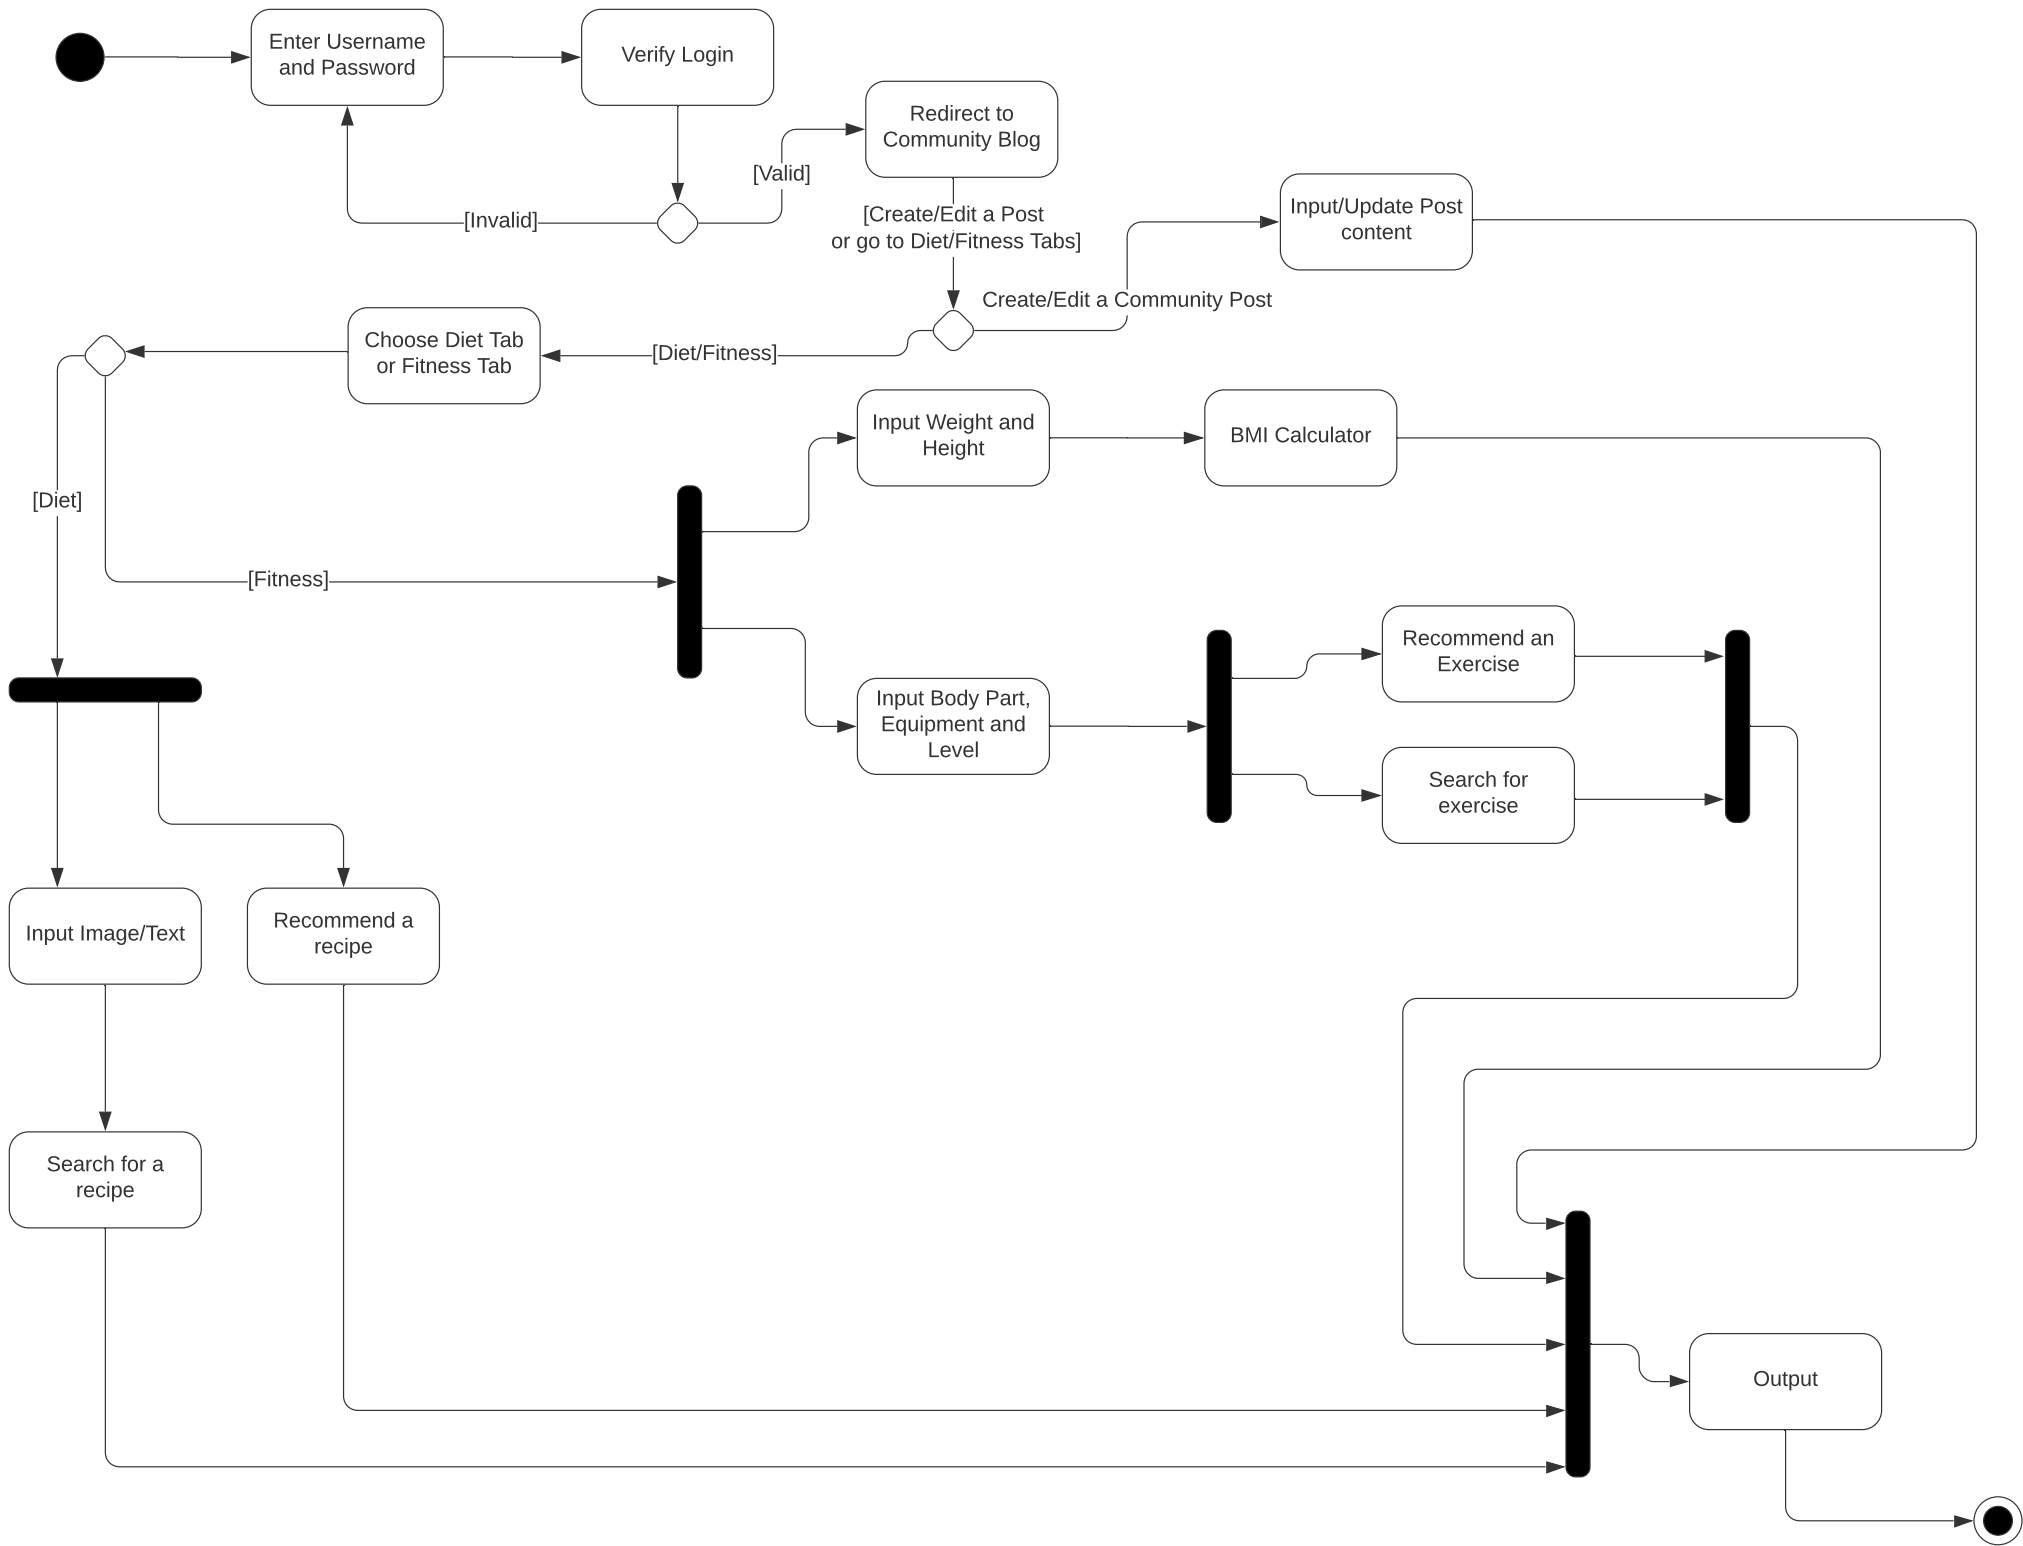 Enter Username
and Password
Verify Login
Redirect to
Community Blog
[Valid]
[Invalid]
[Create/Edit a Post
or go to Diet/Fitness Tabs]
Input/Update Post
content
Create/Edit a Community Post
Choose Diet Tab
or Fitness Tab
[Diet/Fitness]
Input Weight and
Height
BMI Calculator
[Diet]
[Fitness]
Recommend an
Exercise
Input Body Part,
Equipment and
Level
Search for
exercise
Input Image/Text
Recommend a
recipe
Search for a
recipe
Output